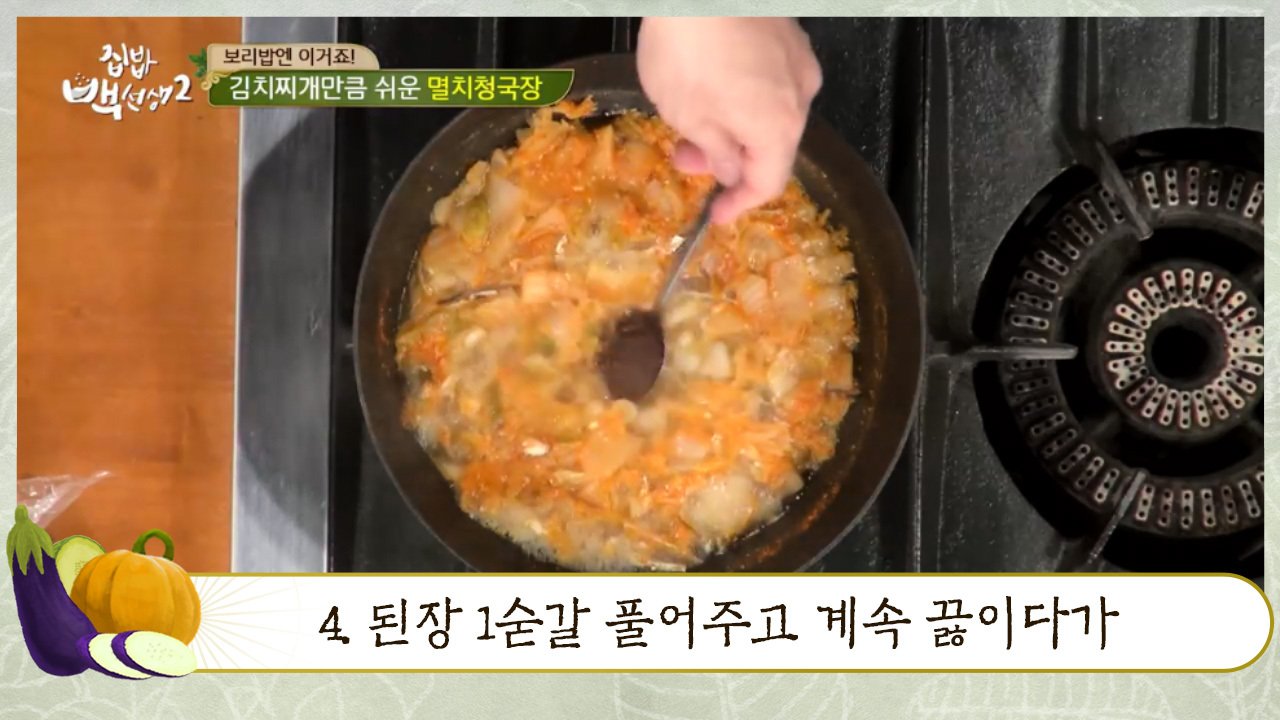 집밥
백선생2
보리밥엔 이거죠!
김치찌개만큼 쉬운 멸치청국장
4. 된장 1숟갈 풀어주고 계속 끓이다가